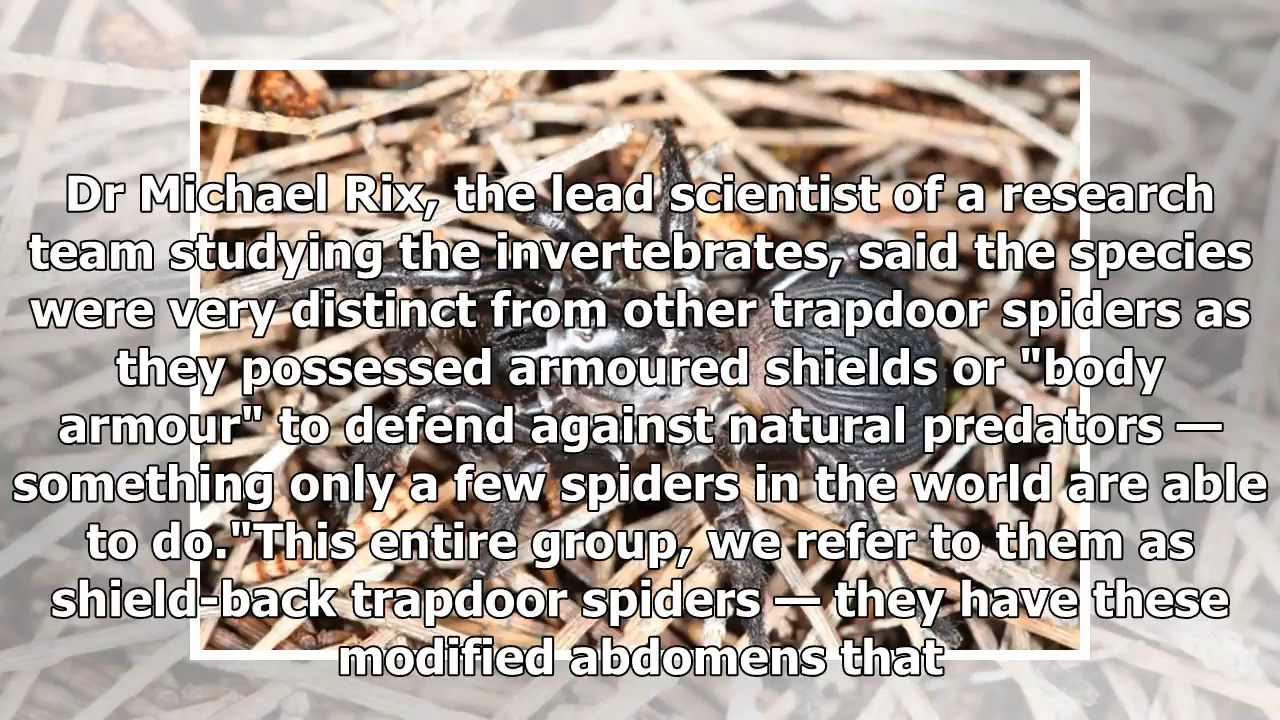 Dr Michael Rix, the lead scientist of a research
team studying the invertebrates, said the species
were very distinct from other trapdoor spiders as
they possessed armoured shields or "body
armour" to defend against natural predators —
something only a few spiders in the world are able
to do."This entire group, we refer to them as
shield-back trapdoor spiders — they have these
modified abdomens that